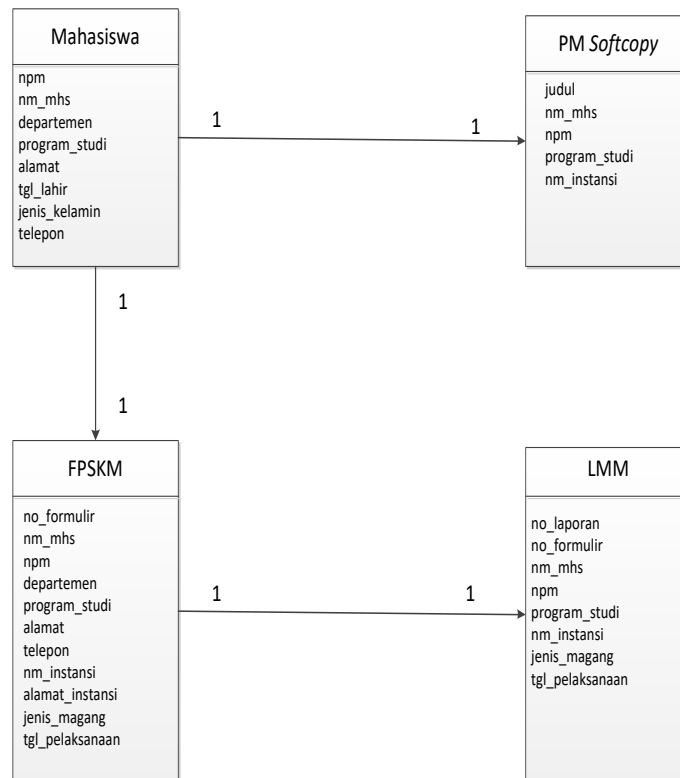 Mahasiswa
npm
nm_mhs
departemen
program_studi
alamat
tgl_lahir
jenis_kelamin
telepon
1
1
PM Softcopy
judul
nm_mhs
npm
program_studi
nm_instansi
1
1
FPSKM
no_formulir
nm_mhs
npm
departemen
program_studi
alamat
telepon
nm_instansi
alamat_instansi
jenis_magang
tgl_pelaksanaan
1
1
LMM
no_laporan
no_formulir
nm_mhs
npm
program_studi
nm_instansi
jenis_magang
tgl_pelaksanaan